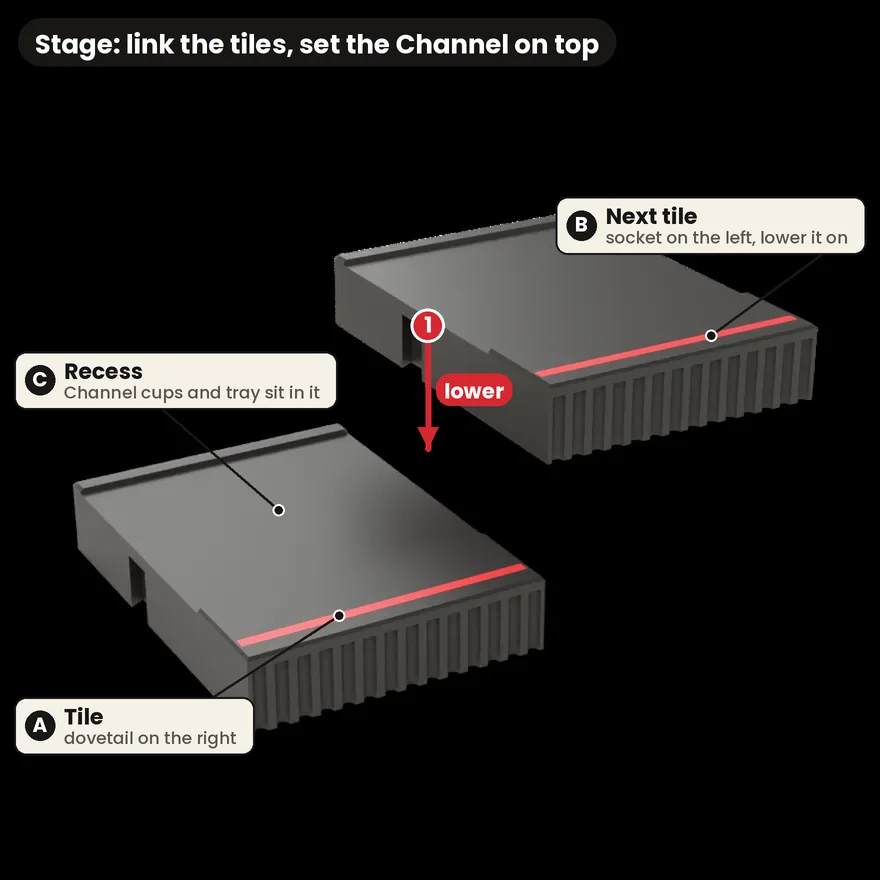 Stage: link the tiles, set the Channel on top
B
Next tile
socket on the left, lower it on
1
lower
C
Recess
Channel cups and tray sit in it
A
Tile
dovetail on the right